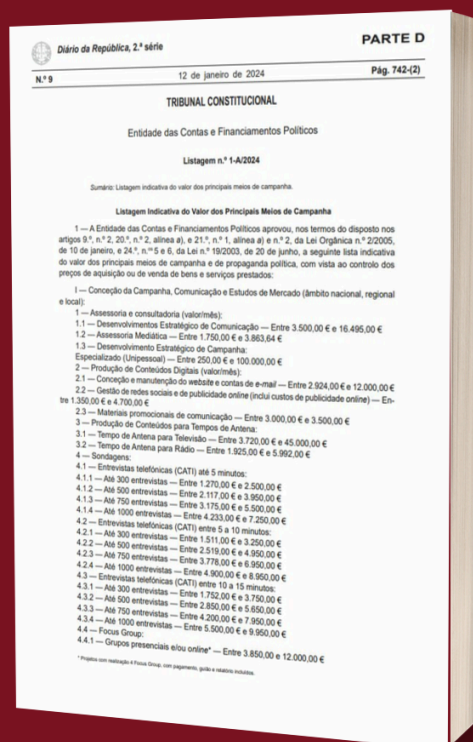 Diário da República, 2.ª série
PARTE D
N.º 9
12 de janeiro de 2024
Pág. 742-(2)
TRIBUNAL CONSTITUCIONAL
Entidade das Contas e Financiamentos Políticos
Listagem n.º 1-A/2024
Sumário: Listagem indicativa do valor dos principais meios de campanha.
Listagem Indicativa do Valor dos Principais Meios de Campanha
1 — A Entidade das Contas e Financiamentos Políticos aprovou, nos termos do disposto nos
artigos 9.º, n.º 2, 20.º, n.º 2, alínea a), e 21.º, n.º 1, alínea a) e n.º 2, da Lei Orgânica n.º 2/2005,
de 10 de janeiro, e 24.º, n.ºs 5 e 6, da Lei n.º 19/2003, de 20 de junho, a seguinte lista indicativa
do valor dos principais meios de campanha e de propaganda política, com vista ao controlo dos
preços de aquisição ou de venda de bens e serviços prestados:
I — Conceção da Campanha, Comunicação e Estudos de Mercado (âmbito nacional, regional
e local):
1 — Assessoria e consultadoria (valor/mês):
1.1 — Desenvolvimentos Estratégico de Comunicação — Entre 3.500,00 € e 16.495,00 €
1.2 — Assessoria Mediática — Entre 1.750,00 € e 3.863,64 €
1.3 — Desenvolvimento Estratégico de Campanha:
Especializado (Unipessoal) — Entre 250,00 € e 100.000,00 €
2 — Produção de Conteúdos Digitais (valor/mês):
2.1 — Conceção e manutenção do website e contas de e-mail — Entre 2.924,00 € e 12.000,00 €
2.2 — Gestão de redes sociais e de publicidade online (inclui custos de publicidade online) — En-
tre 1.350,00 € e 4.700,00 €
2.3 — Materiais promocionais de comunicação — Entre 3.000,00 € e 3.500,00 €
3 — Produção de Conteúdos para Tempos de Antena:
3.1 — Tempo de Antena para Televisão — Entre 3.720,00 € e 45.000,00 €
3.2 — Tempo de Antena para Rádio — Entre 1.925,00 € e 5.992,00 €
4 — Sondagens:
4.1 — Entrevistas telefónicas (CATI) até 5 minutos:
4.1.1 — Até 300 entrevistas — Entre 1.270,00 € e 2.500,00 €
4.1.2 — Até 500 entrevistas — Entre 2.117,00 € e 3.950,00 €
4.1.3 — Até 750 entrevistas — Entre 3.175,00 € e 5.500,00 €
4.1.4 — Até 1000 entrevistas — Entre 4.233,00 € e 7.250,00 €
4.2 — Entrevistas telefónicas (CATI) entre 5 a 10 minutos:
4.2.1 — Até 300 entrevistas — Entre 1.511,00 € e 3.250,00 €
4.2.2 — Até 500 entrevistas — Entre 2.519,00 € e 4.950,00 €
4.2.3 — Até 750 entrevistas — Entre 3.778,00 € e 6.950,00 €
4.2.4 — Até 1000 entrevistas — Entre 4.900,00 € e 8.950,00 €
4.3 — Entrevistas telefónicas (CATI) entre 10 a 15 minutos:
4.3.1 — Até 300 entrevistas — Entre 1.752,00 € e 3.750,00 €
4.3.2 — Até 500 entrevistas — Entre 2.850,00 € e 5.650,00 €
4.3.3 — Até 750 entrevistas — Entre 4.200,00 € e 7.950,00 €
4.3.4 — Até 1000 entrevistas — Entre 5.500,00 € e 9.950,00 €
4.4 — Focus Group:
4.4.1 — Grupos presenciais e/ou online* — Entre 3.850,00 e 12.000,00 €
* Projetos com realização 4 Focus Group, com pagamento, guião e relatório incluídos.